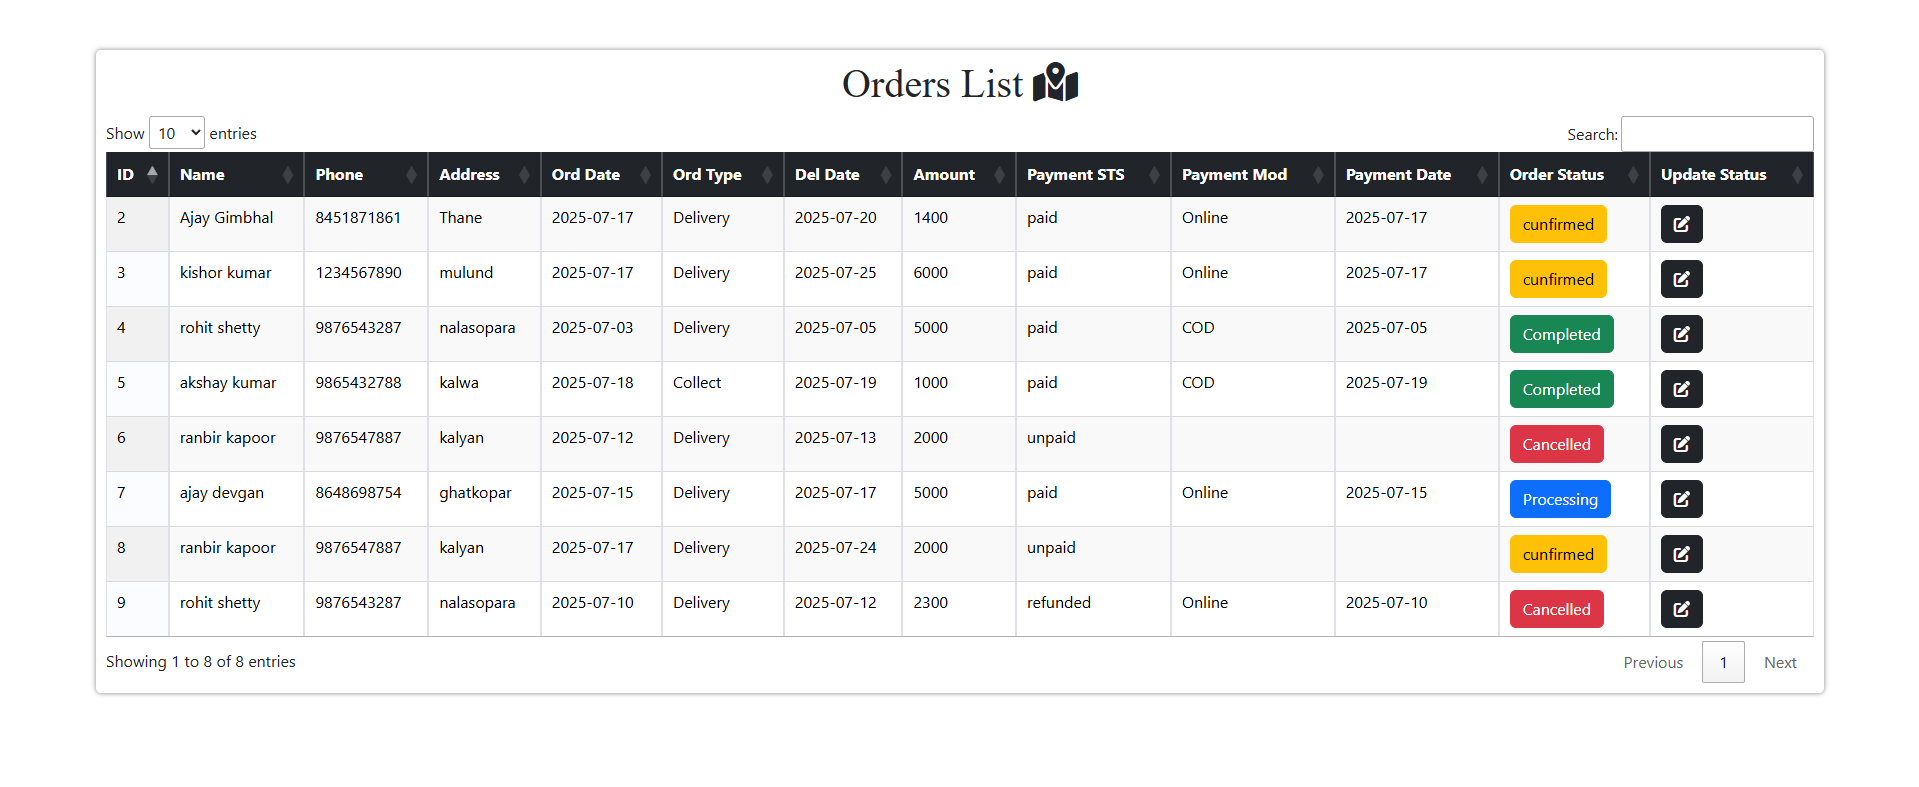 Orders List
Show 10 entries
Search:
ID Name Phone Address Ord Date Ord Type Del Date Amount Payment STS Payment Mod Payment Date Order Status Update Status
2 Ajay Gimbhal 8451871861 Thane 2025-07-17 Delivery 2025-07-20 1400 paid Online 2025-07-17 cunfirmed
3 kishor kumar 1234567890 mulund 2025-07-17 Delivery 2025-07-25 6000 paid Online 2025-07-17 cunfirmed
4 rohit shetty 9876543287 nalasopara 2025-07-03 Delivery 2025-07-05 5000 paid COD 2025-07-05 Completed
5 akshay kumar 9865432788 kalwa 2025-07-18 Collect 2025-07-19 1000 paid COD 2025-07-19 Completed
6 ranbir kapoor 9876547887 kalyan 2025-07-12 Delivery 2025-07-13 2000 unpaid Cancelled
7 ajay devgan 8648698754 ghatkopar 2025-07-15 Delivery 2025-07-17 5000 paid Online 2025-07-15 Processing
8 ranbir kapoor 9876547887 kalyan 2025-07-17 Delivery 2025-07-24 2000 unpaid cunfirmed
9 rohit shetty 9876543287 nalasopara 2025-07-10 Delivery 2025-07-12 2300 refunded Online 2025-07-10 Cancelled
Showing 1 to 8 of 8 entries
Previous 1 Next